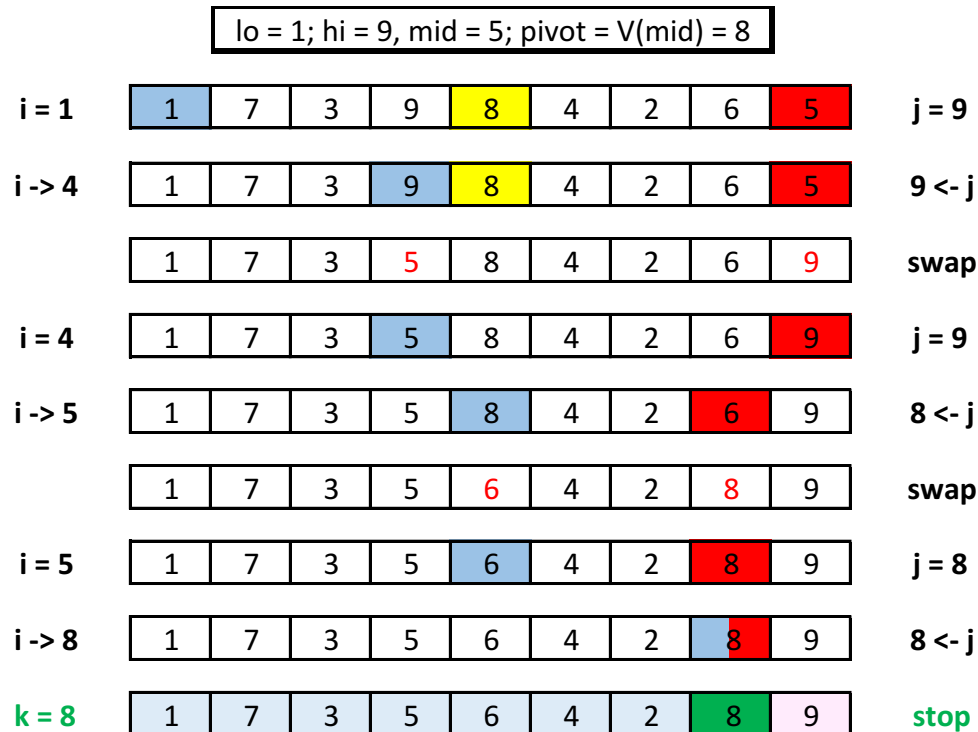 lo = 1; hi = 9, mid = 5; pivot = V(mid) = 8
i = 1 1 7 3 9 8 4 2 6 5 j = 9
i -> 4 1 7 3 9 8 4 2 6 5 9 <- j
1 7 3 5 8 4 2 6 9 swap
i = 4 1 7 3 5 8 4 2 6 9 j = 9
i -> 5 1 7 3 5 8 4 2 6 9 8 <- j
1 7 3 5 6 4 2 8 9 swap
i = 5 1 7 3 5 6 4 2 8 9 j = 8
i -> 8 1 7 3 5 6 4 2 8 9 8 <- j
k = 8 1 7 3 5 6 4 2 8 9 stop